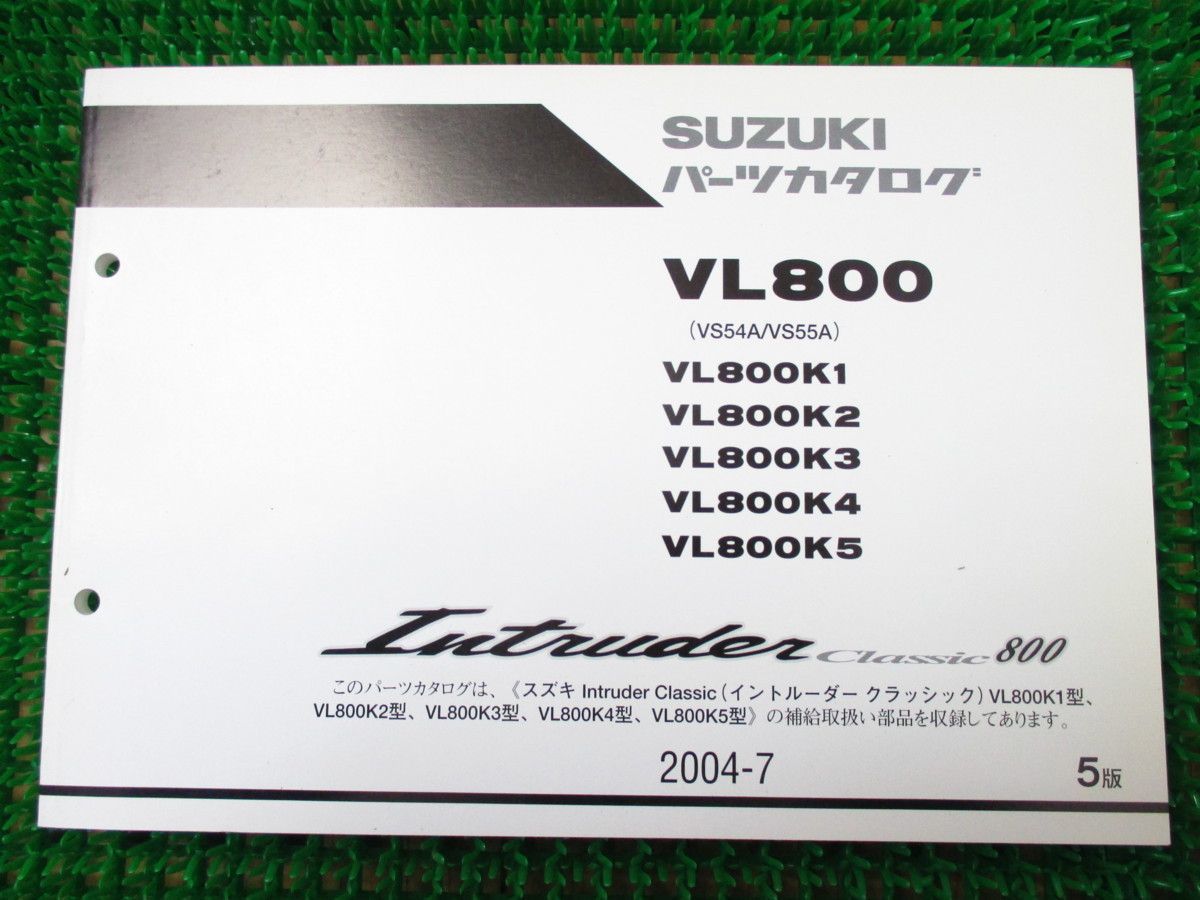 SUZUKI
パーツカタログ
VL800
(VS54A/VS55A)
VL800K1
VL800K2
VL800K3
VL800K4
VL800K5
Intruder Classic 800
このパーツカタログは、《スズキ Intruder Classic(イントルーダー クラッシック)VL800K1型、
VL800K2型、VL800K3型、VL800K4型、VL800K5型》の補給取扱い部品を収録してあります。
2004-7 5版